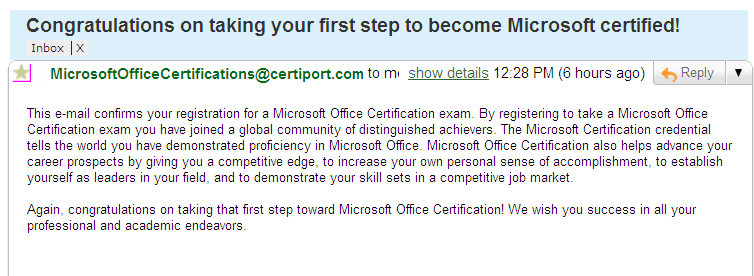 Congratulations on taking your first step to become Microsoft certified!
Inbox | X
MicrosoftOfficeCertifications@certiport.com to me show details 12:28 PM (6 hours ago) Reply ▼
This e-mail confirms your registration for a Microsoft Office Certification exam. By registering to take a Microsoft Office
Certification exam you have joined a global community of distinguished achievers. The Microsoft Certification credential
tells the world you have demonstrated proficiency in Microsoft Office. Microsoft Office Certification also helps advance your
career prospects by giving you a competitive edge, to increase your own personal sense of accomplishment, to establish
yourself as leaders in your field, and to demonstrate your skill sets in a competitive job market.
Again, congratulations on taking that first step toward Microsoft Office Certification! We wish you success in all your
professional and academic endeavors.